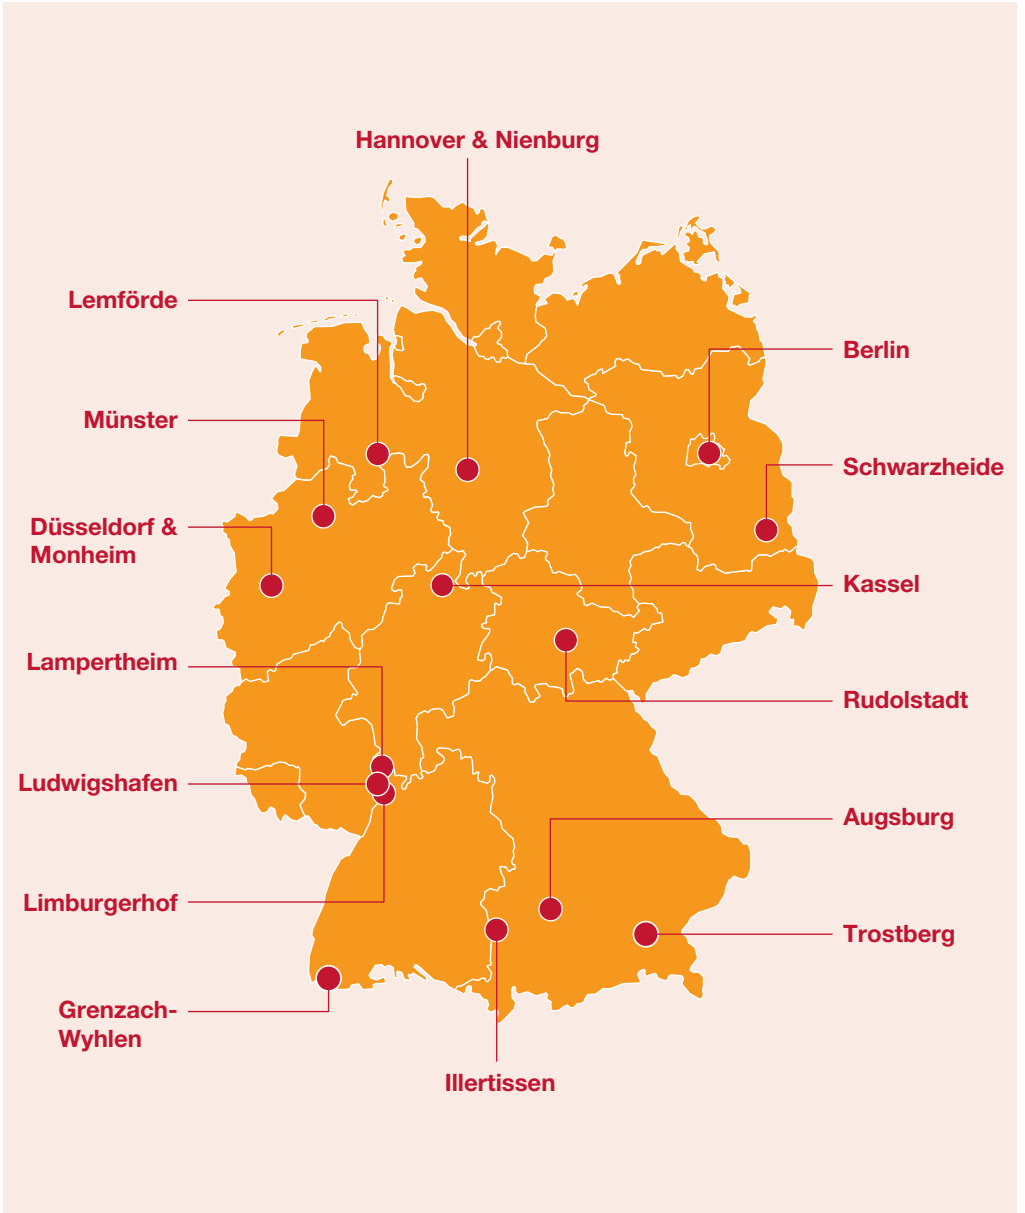 Hannover & Nienburg
Lemförde
Berlin
Münster
Schwarzheide
Düsseldorf &
Monheim
Kassel
Lampertheim
Rudolstadt
Ludwigshafen
Augsburg
Limburgerhof
Trostberg
Grenzach-
Wyhlen
Illertissen